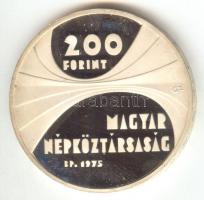 200
FORINT
MAGYAR
NÉPKÖZTÁRSASÁG
BP. 1975